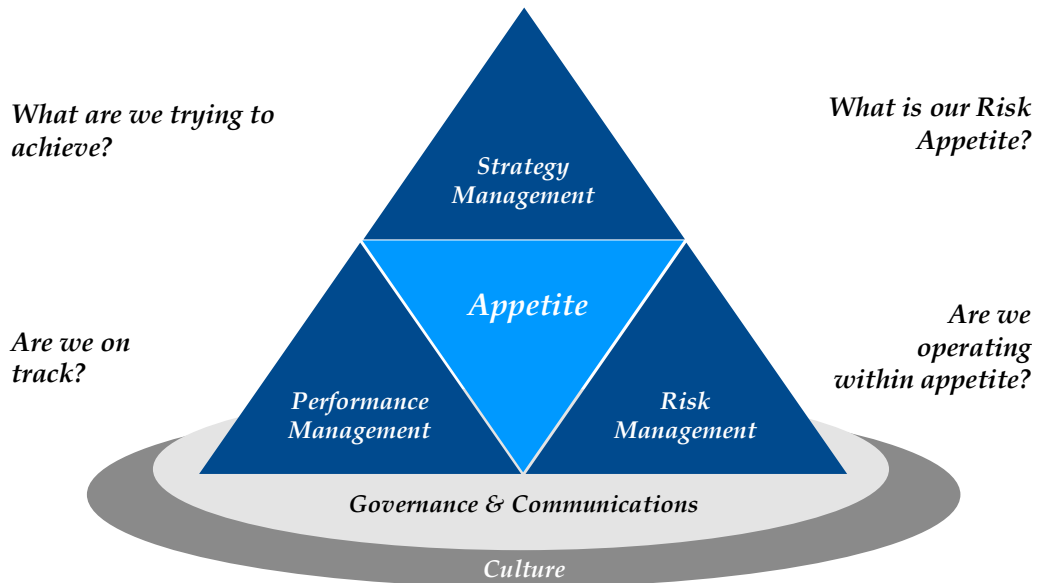 What are we trying to
achieve?
What is our Risk
Appetite?
Strategy
Management
Appetite
Are we on
track?
Are we
operating
within appetite?
Performance
Management
Risk
Management
Governance & Communications
Culture